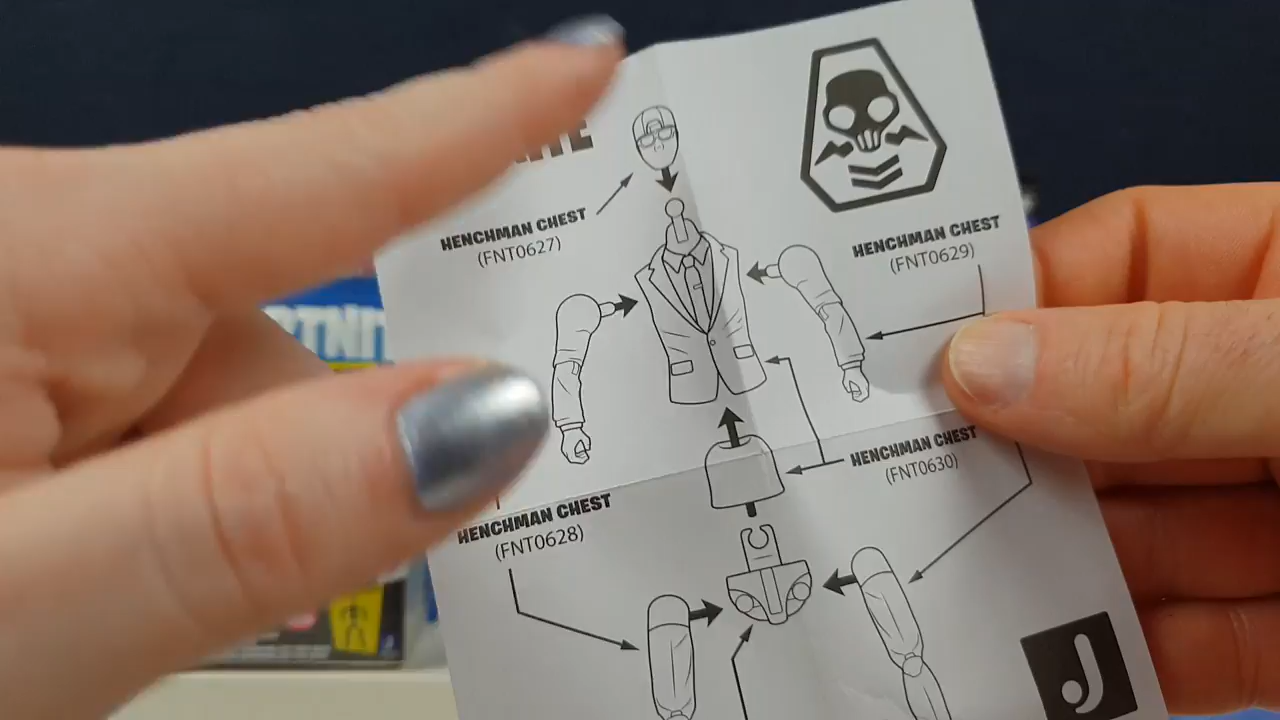 HENCHMAN CHEST
(FNT0627)
HENCHMAN CHEST
(FNT0629)
HENCHMAN CHEST
(FNT0630)
HENCHMAN CHEST
(FNT0628)
J